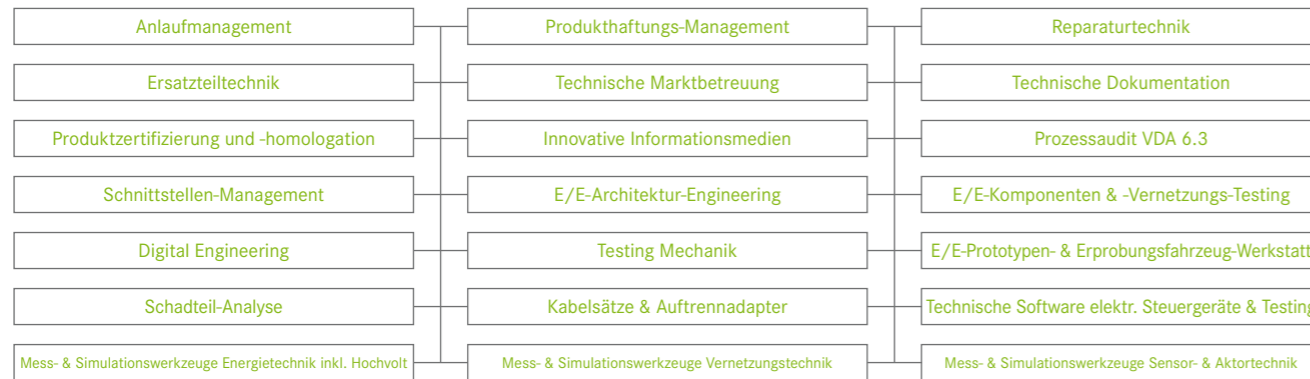 Anlaufmanagement
Produkthaftungs-Management
Reparaturtechnik
Ersatzteiltechnik
Technische Marktbetreuung
Technische Dokumentation
Produktzertifizierung und -homologation
Innovative Informationsmedien
Prozessaudit VDA 6.3
Schnittstellen-Management
E/E-Architektur-Engineering
E/E-Komponenten & -Vernetzungs-Testing
Digital Engineering
Testing Mechanik
E/E-Prototypen- & Erprobungsfahrzeug-Werkstatt
Schadteil-Analyse
Kabelsätze & Auftrennadapter
Technische Software elektr. Steuergeräte & Testing
Mess- & Simulationswerkzeuge Energietechnik inkl. Hochvolt
Mess- & Simulationswerkzeuge Vernetzungstechnik
Mess- & Simulationswerkzeuge Sensor- & Aktortechnik